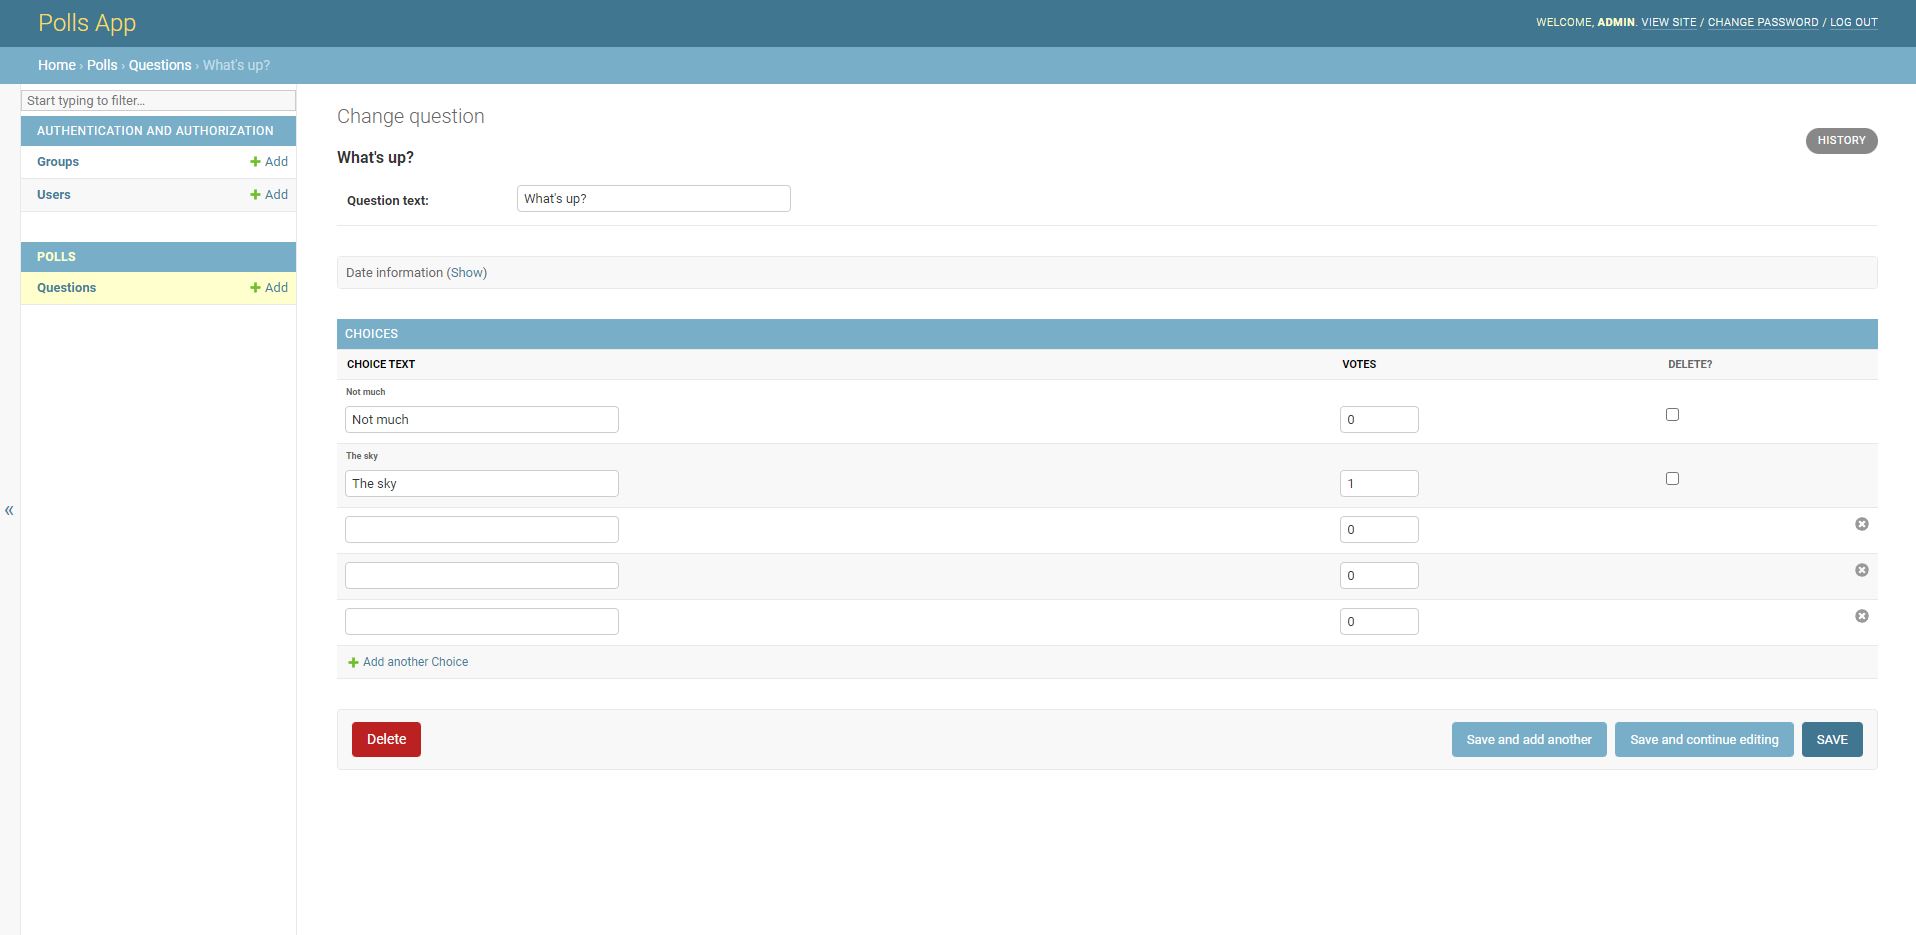 Polls App
WELCOME, ADMIN. VIEW SITE / CHANGE PASSWORD / LOG OUT
Home › Polls › Questions › What's up?
Start typing to filter...
AUTHENTICATION AND AUTHORIZATION
Groups Add
Users Add
POLLS
Questions Add
«
Change question
HISTORY
What's up?
Question text: What's up?
Date information (Show)
CHOICES
CHOICE TEXT VOTES DELETE?
Not much
Not much 0
The sky
The sky 1
0
0
0
Add another Choice
Delete Save and add another Save and continue editing SAVE